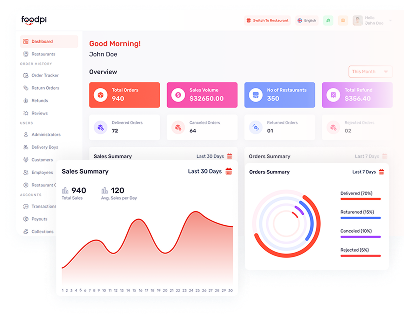 foodpi
Switch To Restaurant
English
Hello
John Doe
Dashboard
Restaurants
ORDER HISTORY
Order Tracker
Return Orders
Refunds
Reviews
USERS
Administrators
Delivery Boys
Customers
Employees
Restaurant
ACCOUNTS
Transactions
Payouts
Collections
Good Morning!
John Doe
Overview
This Month
Total Orders
940
Sales Volume
$32650.00
No of Restaurants
350
Total Refund
$356.40
Delivered Orders
72
Canceled Orders
64
Returned Orders
01
Rejected Orders
02
Sales Summary
Last 30 Days
Orders Summary
Last 7 Days
Sales Summary
Last 30 Days
940
Total Sales
120
Avg. Sales per Day
1 2 3 4 5 6 7 8 9 10 11 12 13 14 15 16 17 18 19 20 21 22 23 24 25 26 27 28 29 30
Orders Summary
Last 7 Days
Delivered (70%)
Returened (15%)
Canceled (10%)
Rejected (5%)